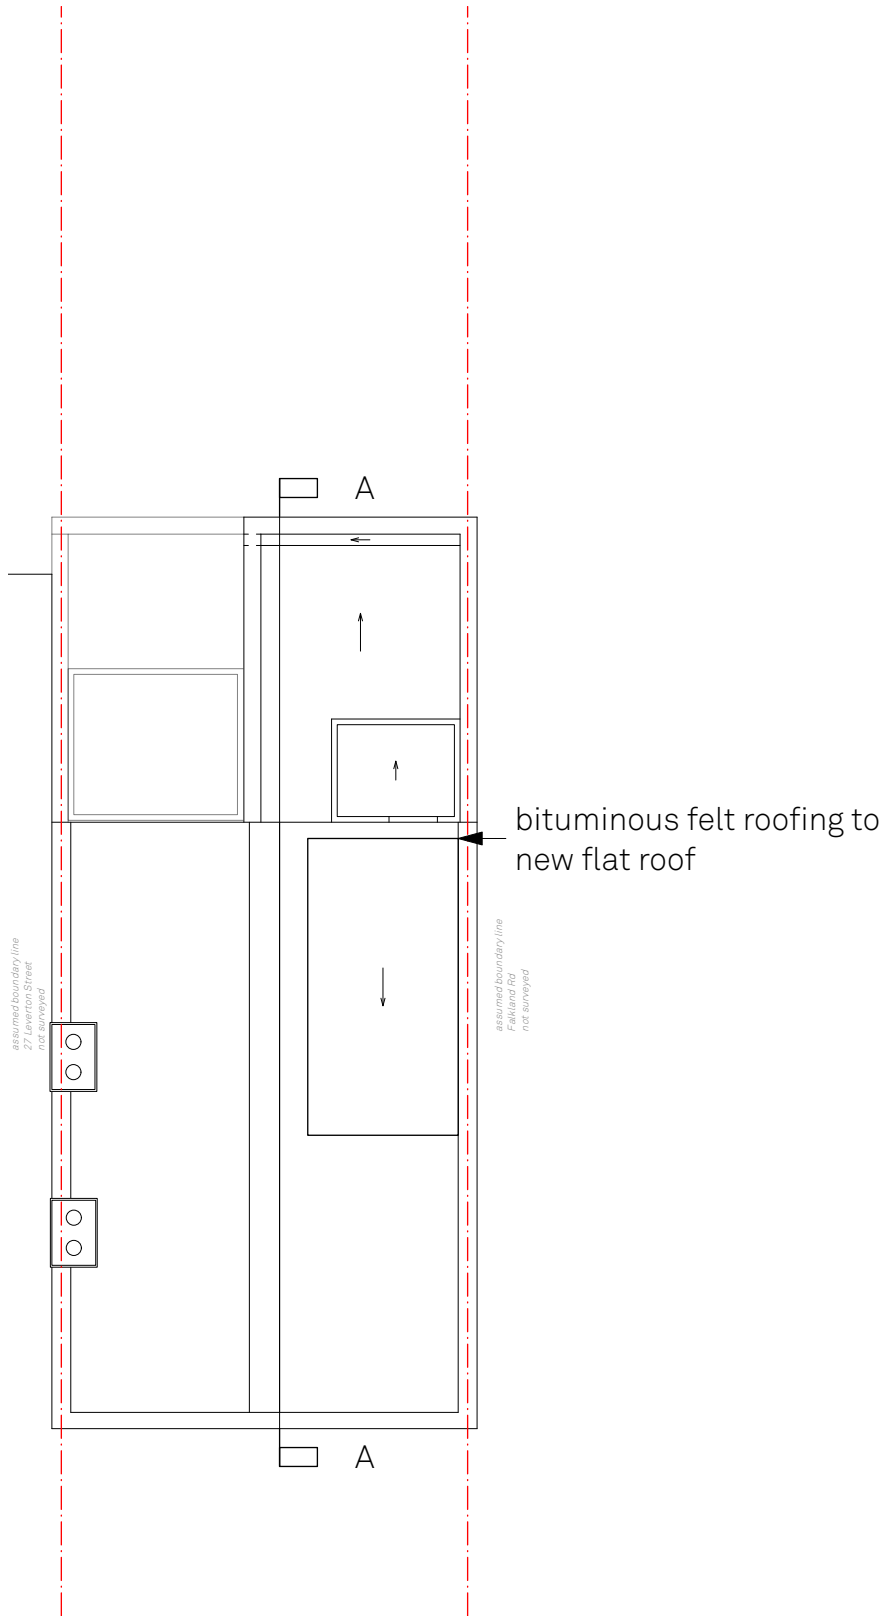 A
bituminous felt roofing to
new flat roof
assumed boundary line
27 Leverton Street
not surveyed
assumed boundary line
Falkland Rd
not surveyed
A